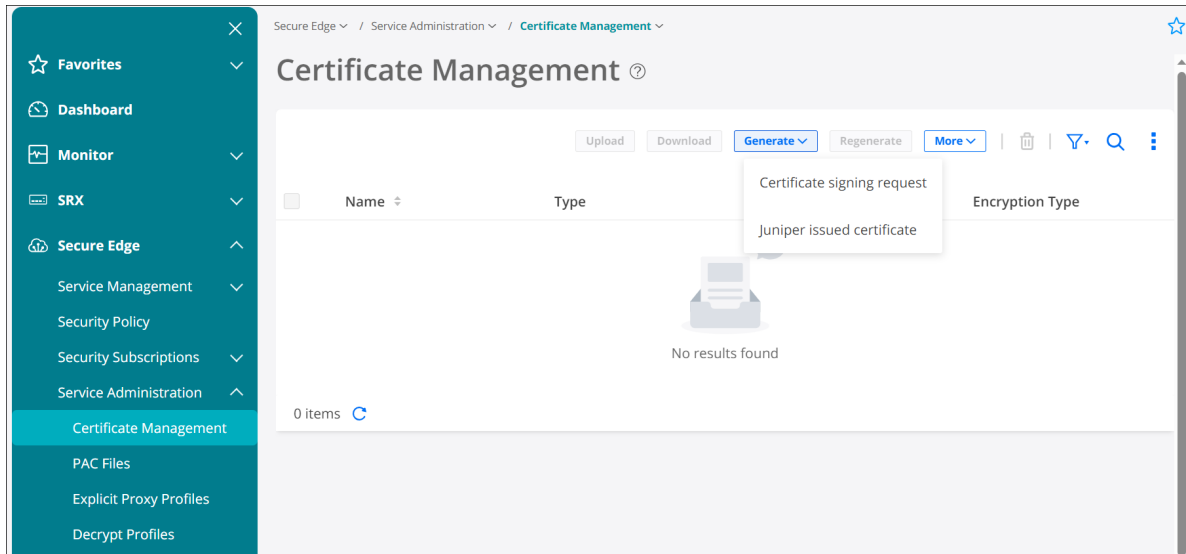 Secure Edge / Service Administration / Certificate Management
Favorites
Dashboard
Monitor
SRX
Secure Edge
Service Management
Security Policy
Security Subscriptions
Service Administration
Certificate Management
PAC Files
Explicit Proxy Profiles
Decrypt Profiles
Certificate Management ?
Upload Download Generate Regenerate More
Certificate signing request
Juniper issued certificate
Name Type Encryption Type
No results found
0 items